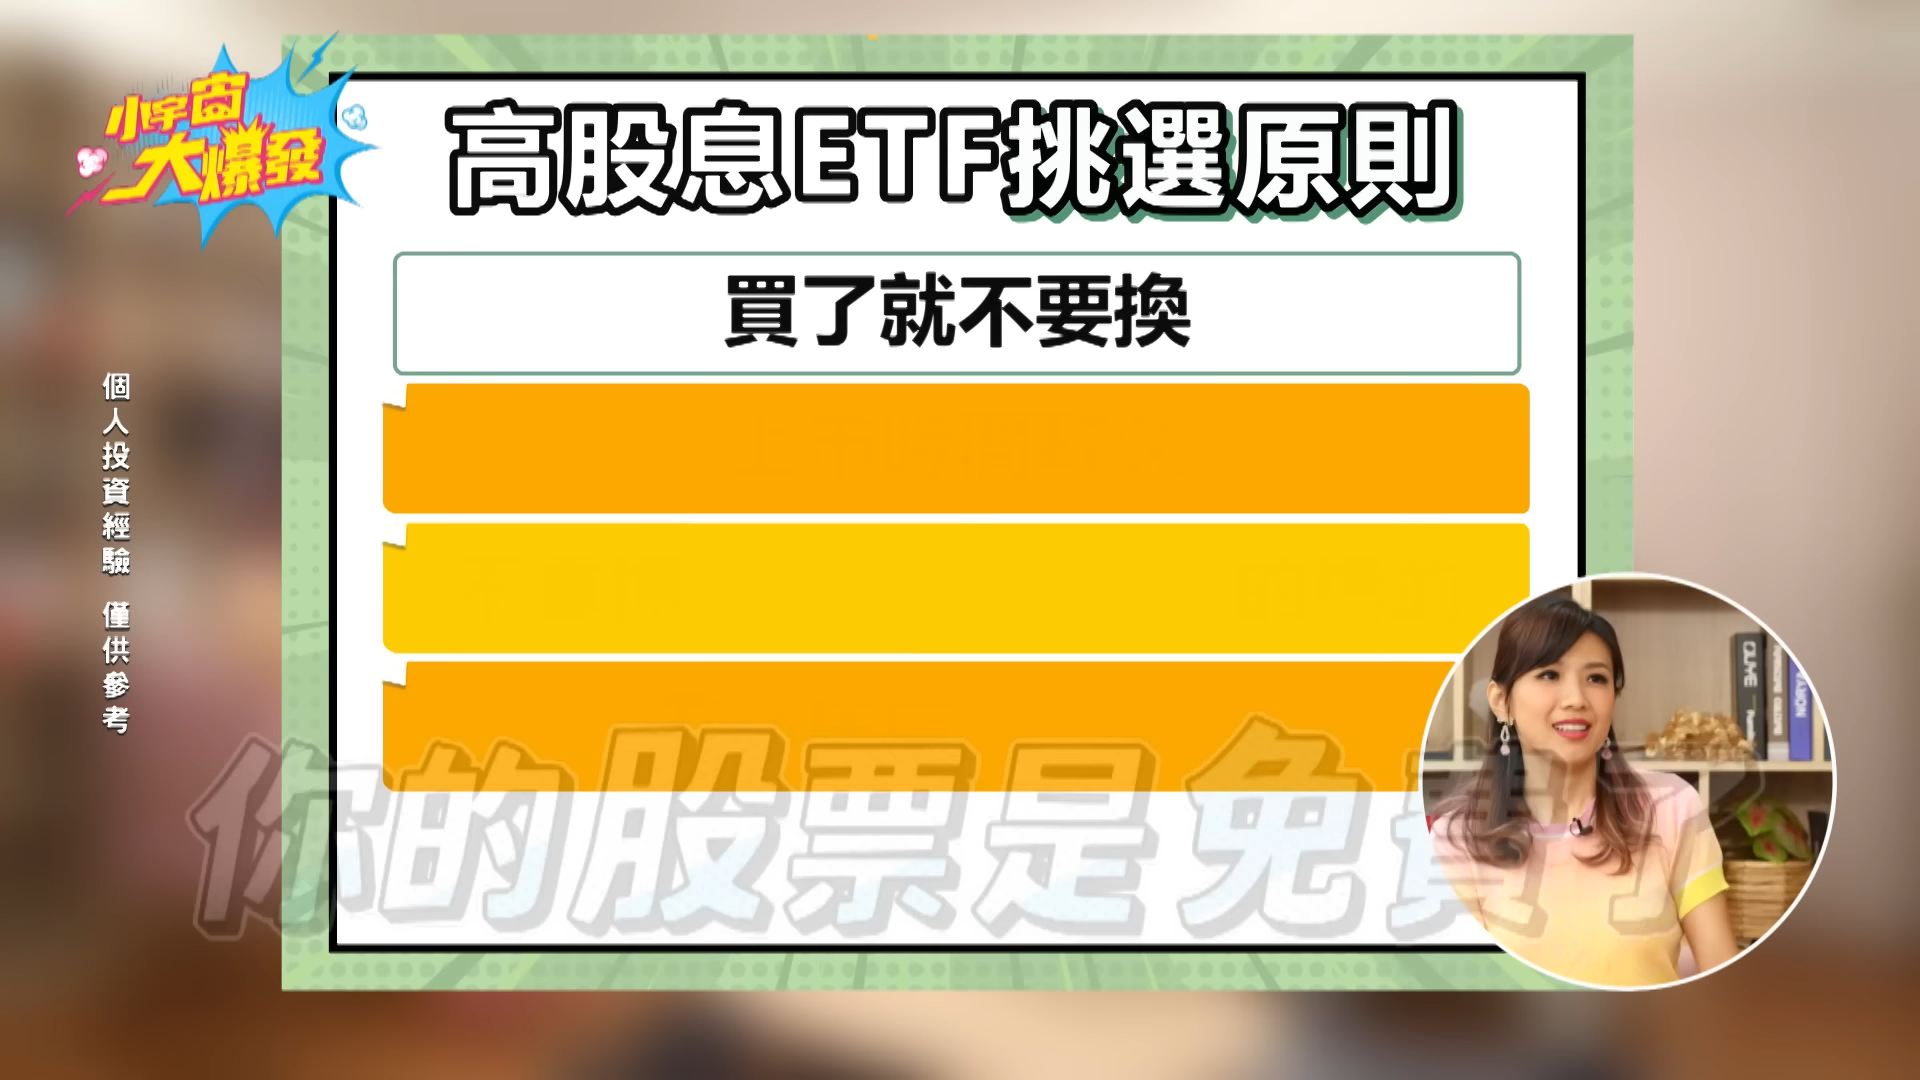 小宇宙
大爆發
高股息ETF挑選原則
買了就不要換
個人投資經驗 僅供參考
你的股票是免費了